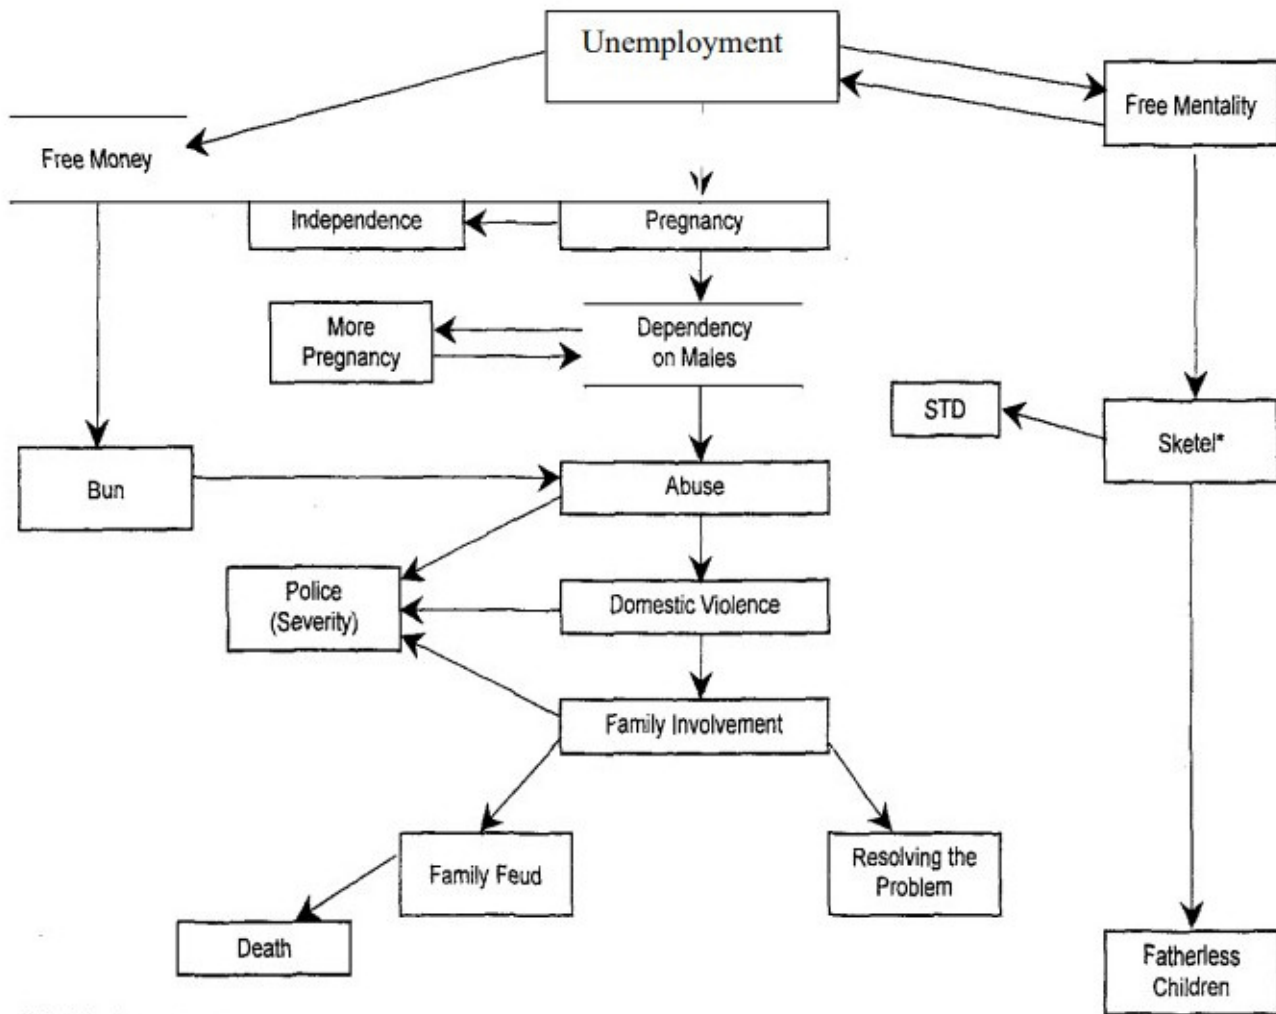 Unemployment
Free Mentality
Free Money
Independence
Pregnancy
More
Pregnancy
Dependency
on Males
STD
Sketel*
Bun
Abuse
Police
(Severity)
Domestic Violence
Family Involvement
Family Feud
Resolving the
Problem
Death
Fatherless
Children